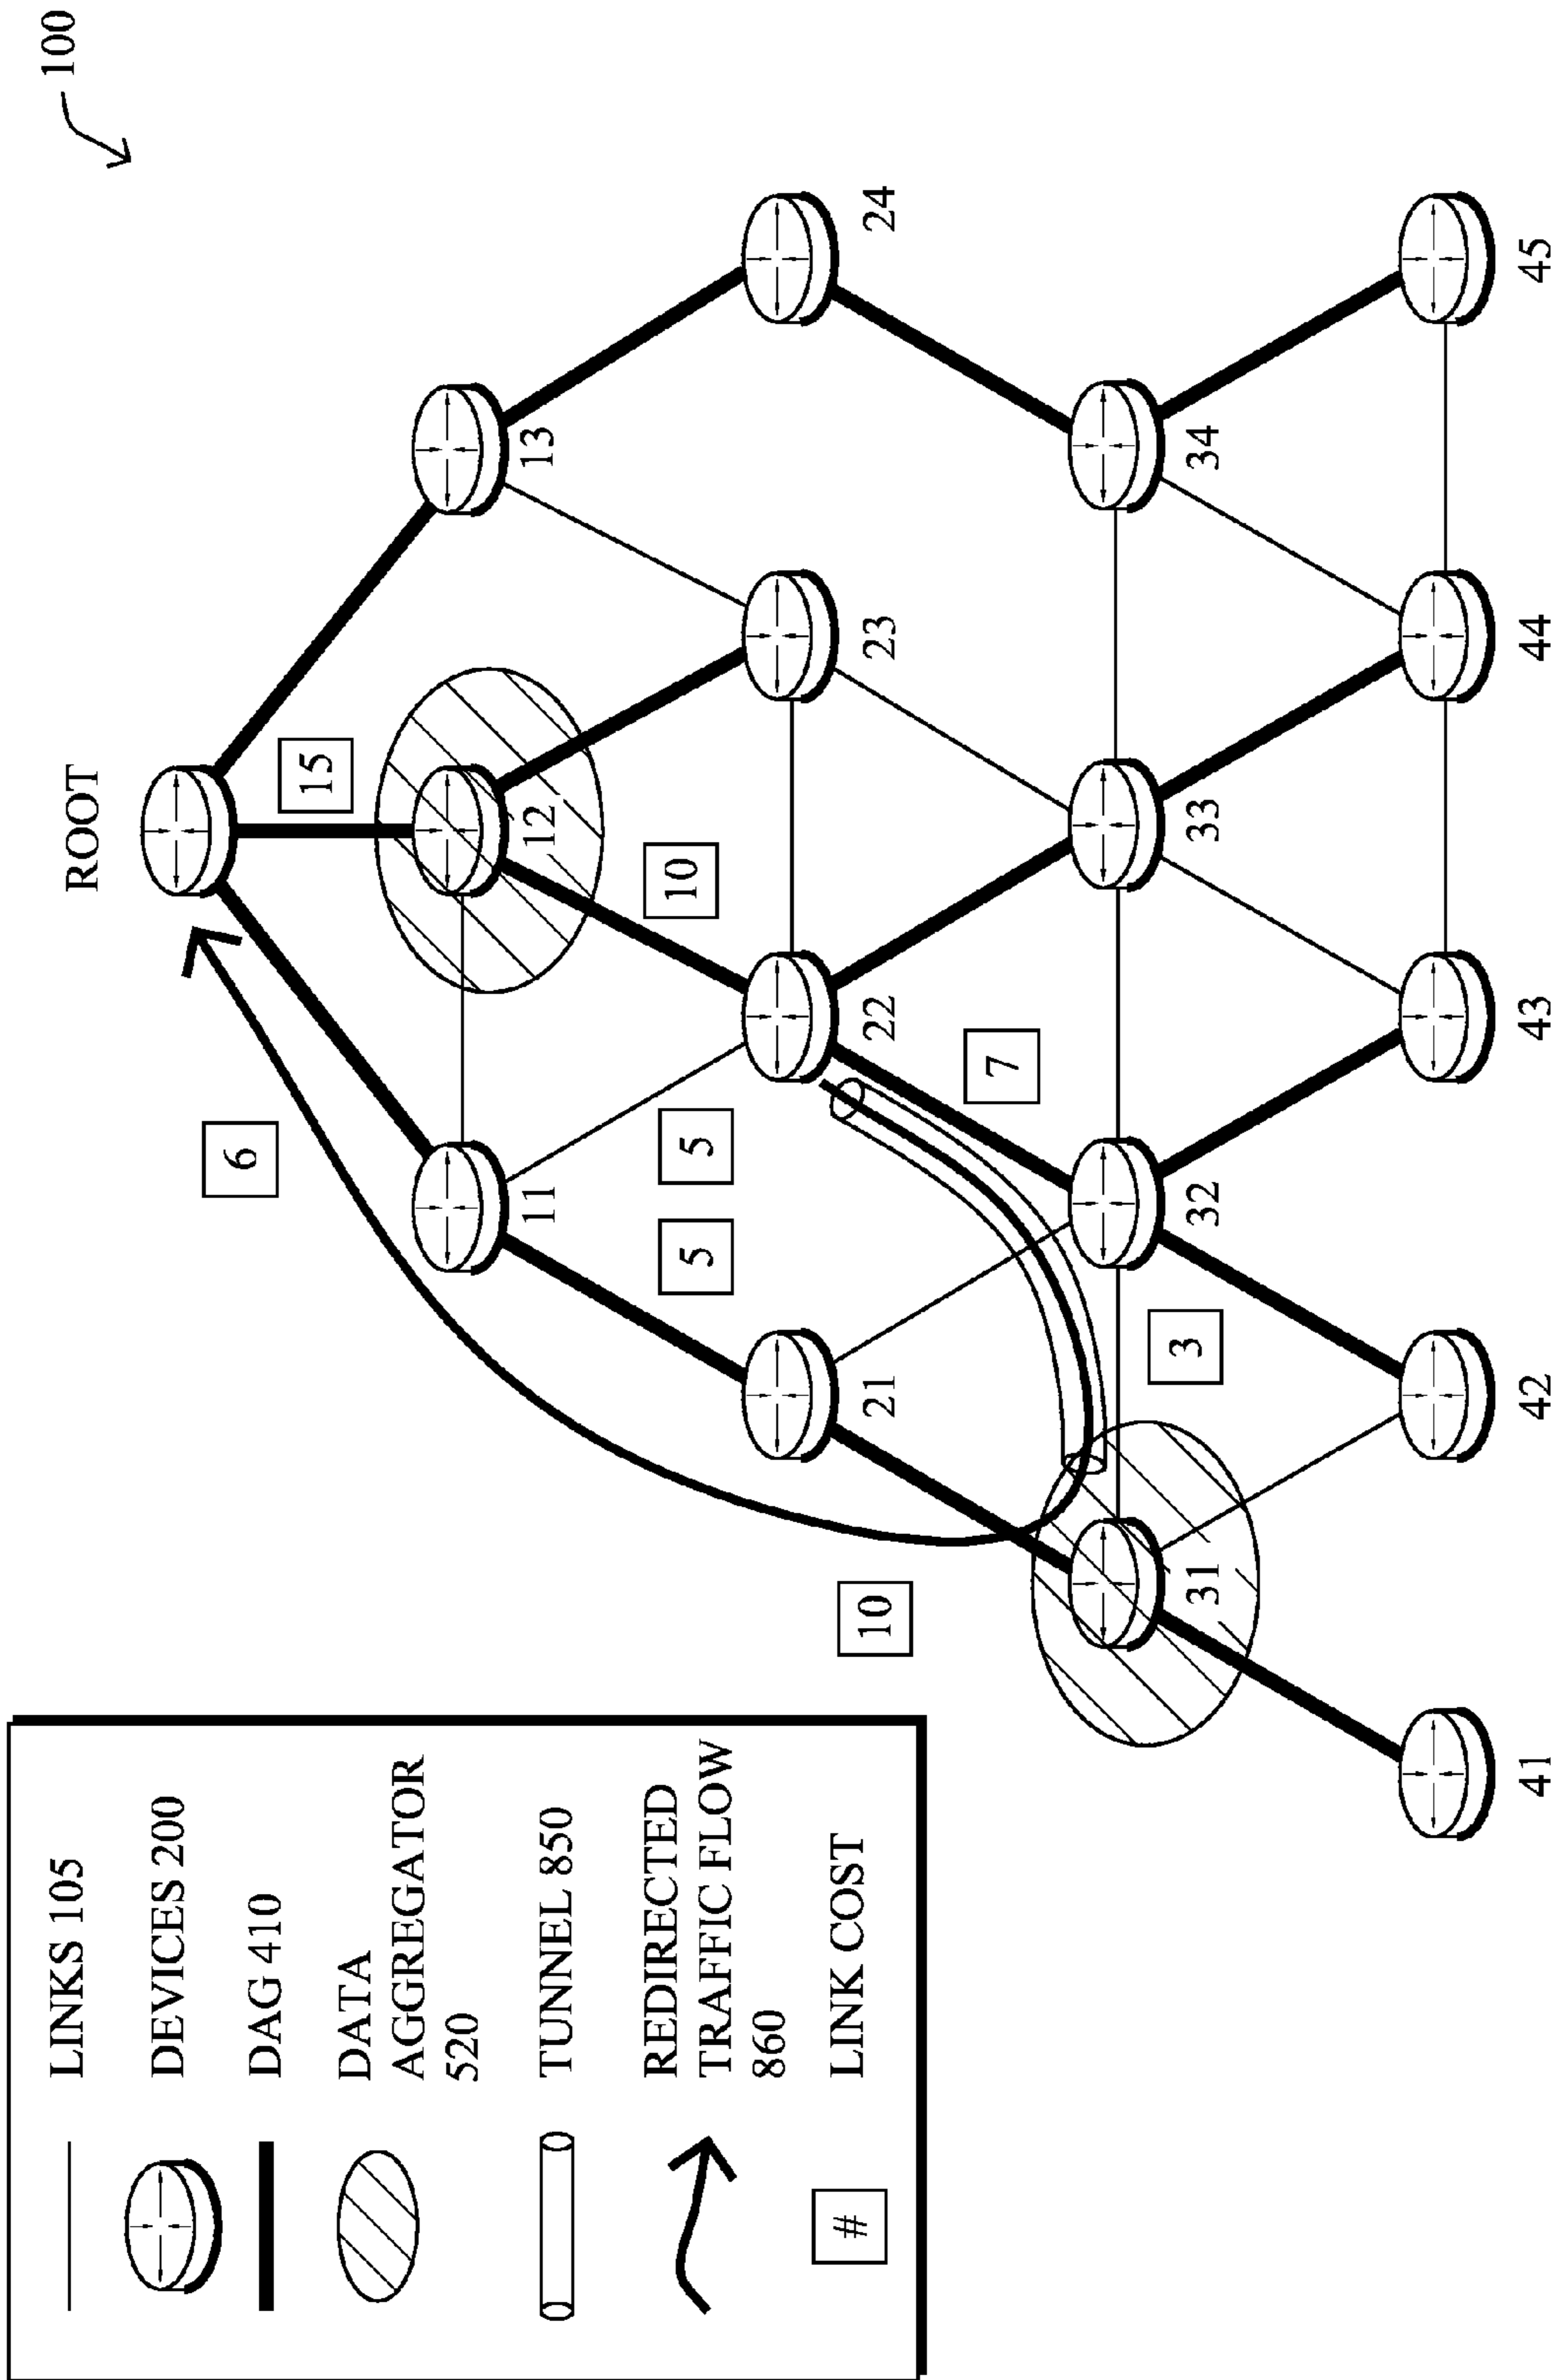 100
LINKS 105
DEVICES 200
DAG 410
DATA
AGGREGATOR
520
TUNNEL 850
REDIRECTED
TRAFFIC FLOW
860
#
LINK COST
ROOT
6
15
11
12
13
5
5
10
10
21
22
23
24
7
3
31
32
33
34
41
42
43
44
45